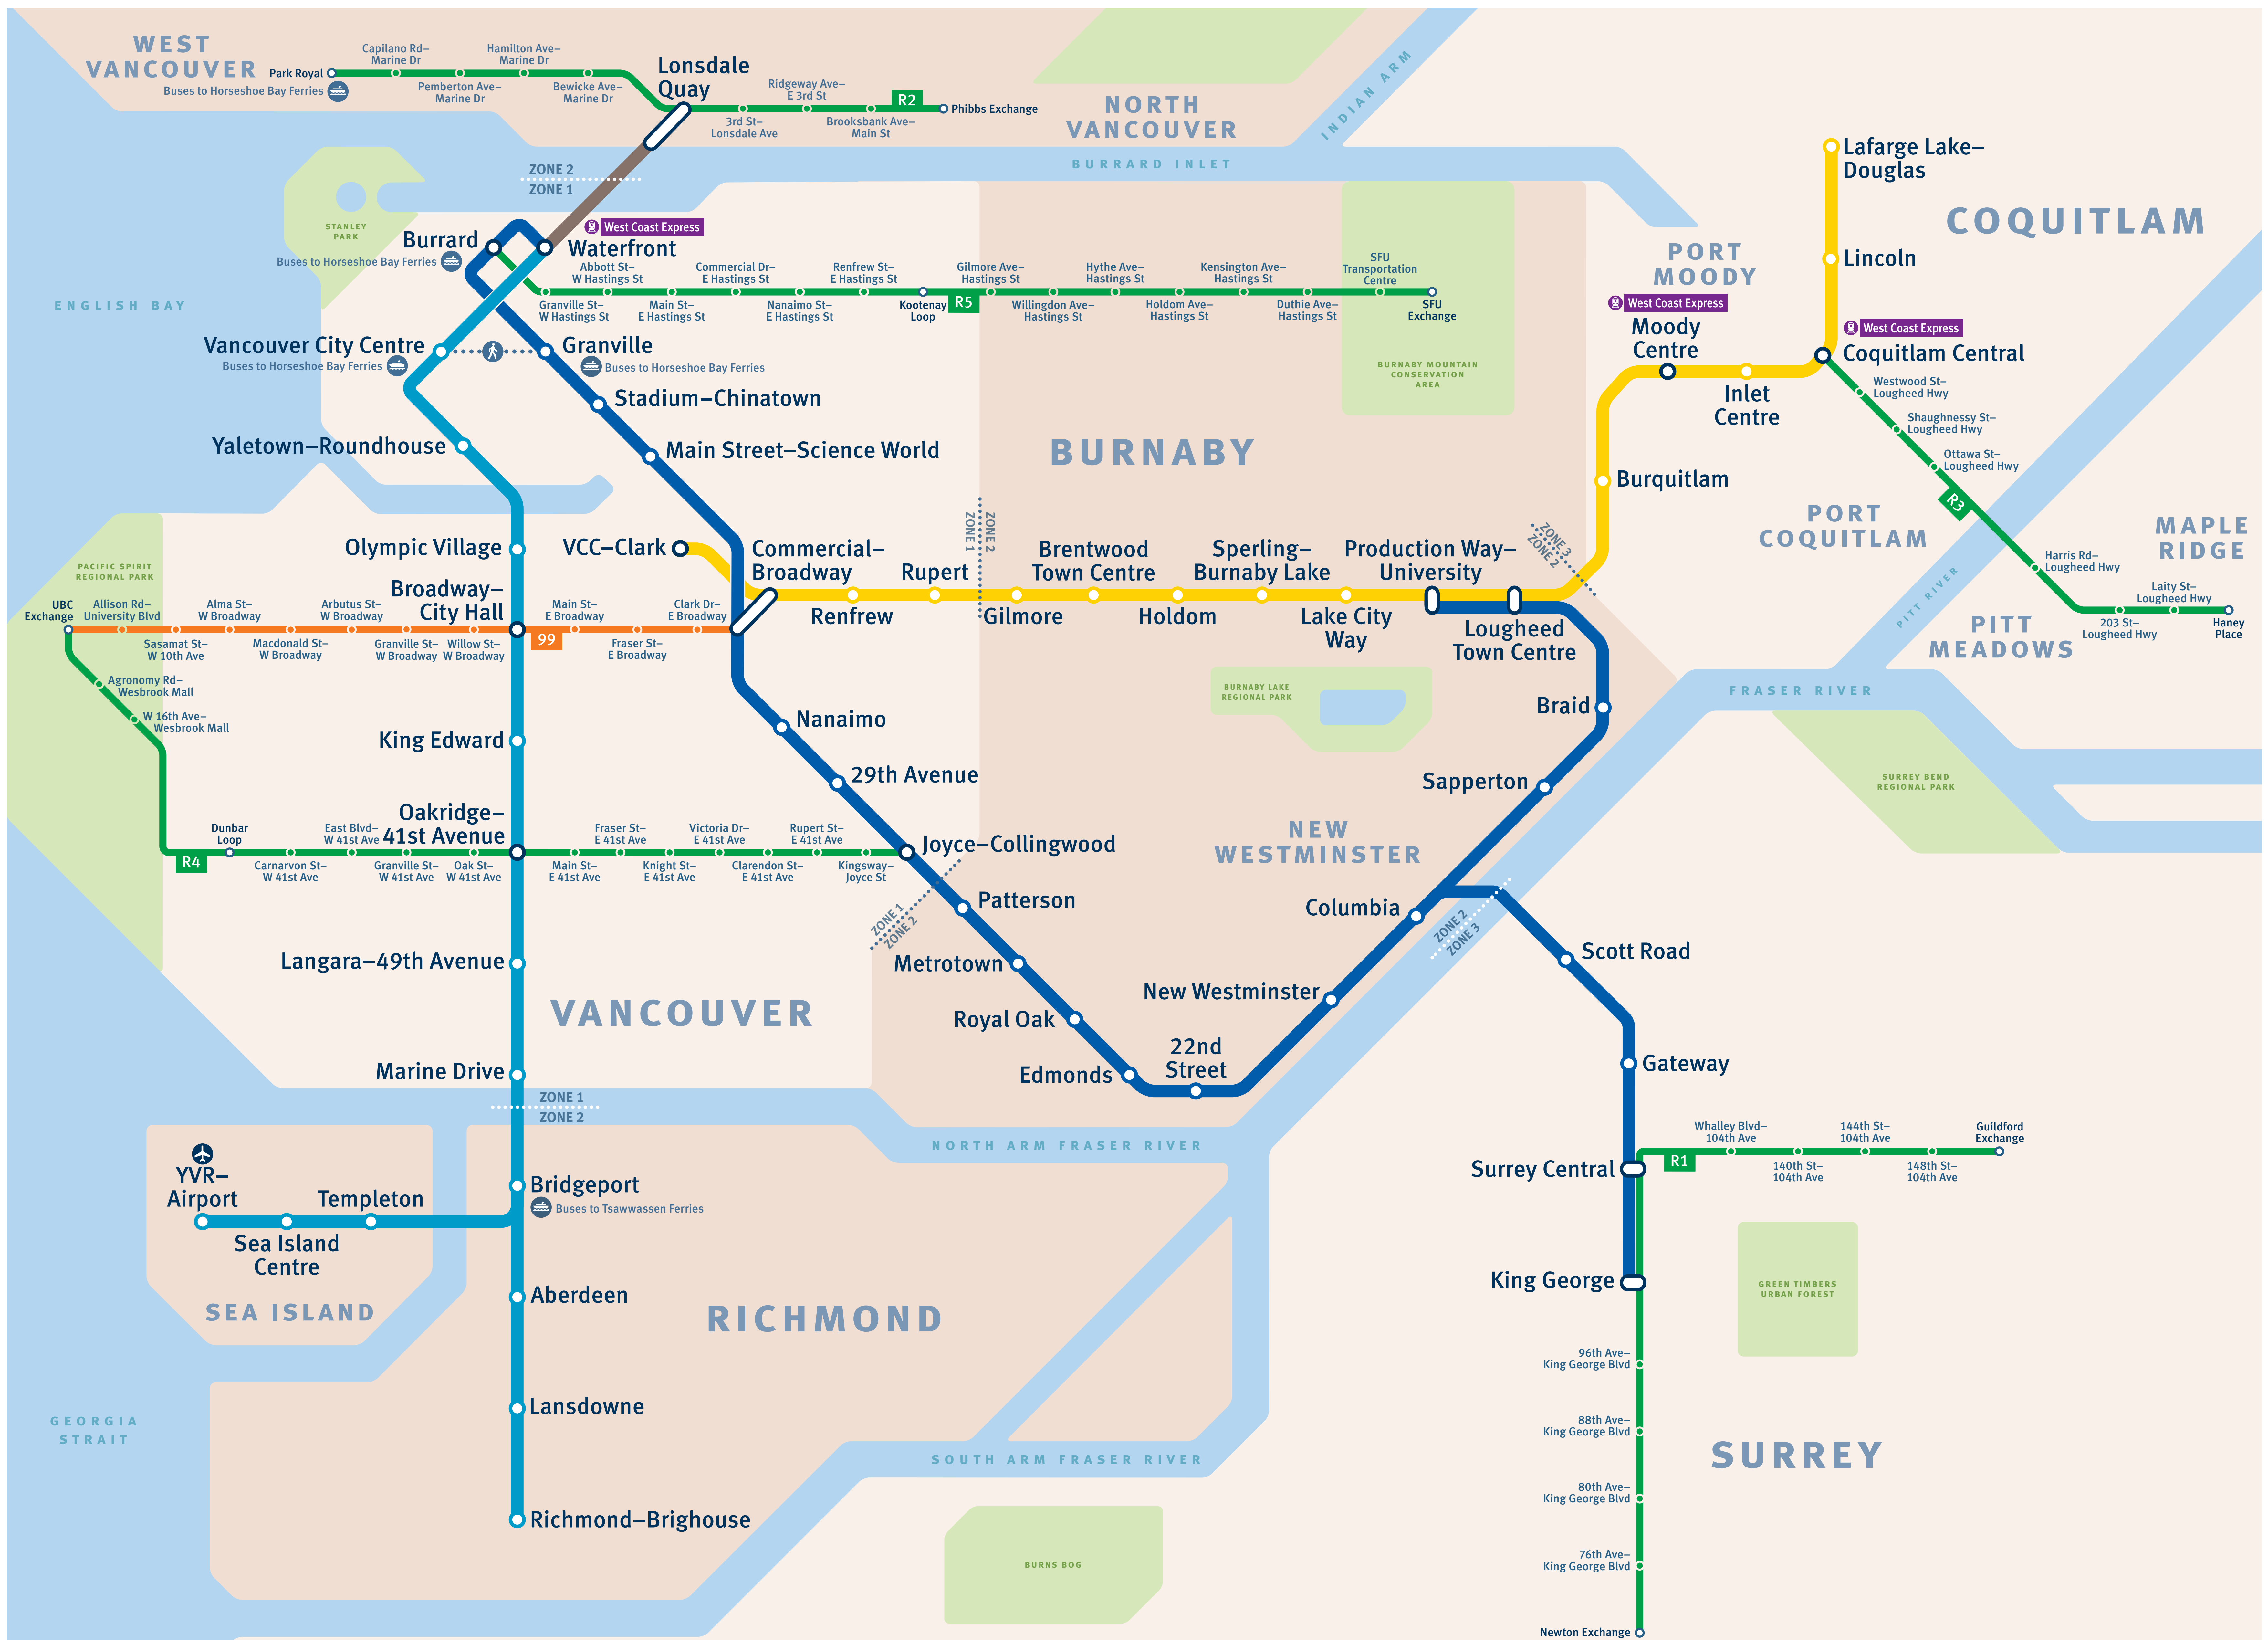 WEST
VANCOUVER
Park Royal
Buses to Horseshoe Bay Ferries
Capilano Rd–
Marine Dr
Pemberton Ave–
Marine Dr
Hamilton Ave–
Marine Dr
Bewicke Ave–
Marine Dr
Lonsdale
Quay
3rd St–
Lonsdale Ave
Ridgeway Ave–
E 3rd St
Brooksbank Ave–
Main St
R2
Phibbs Exchange
NORTH
VANCOUVER
INDIAN ARM
BURRARD INLET
ZONE 2
ZONE 1
STANLEY
PARK
ENGLISH BAY
Burrard
Buses to Horseshoe Bay Ferries
West Coast Express
Waterfront
Granville St–
W Hastings St
Abbott St–
W Hastings St
Main St–
E Hastings St
Commercial Dr–
E Hastings St
Nanaimo St–
E Hastings St
Renfrew St–
E Hastings St
Kootenay
Loop
R5
Gilmore Ave–
Hastings St
Willingdon Ave–
Hastings St
Hythe Ave–
Hastings St
Holdom Ave–
Hastings St
Kensington Ave–
Hastings St
Duthie Ave–
Hastings St
SFU
Transportation
Centre
SFU
Exchange
BURNABY MOUNTAIN
CONSERVATION
AREA
Vancouver City Centre
Buses to Horseshoe Bay Ferries
Granville
Buses to Horseshoe Bay Ferries
Stadium–Chinatown
Main Street–Science World
Yaletown–Roundhouse
BURNABY
PORT
MOODY
West Coast Express
Moody
Centre
Inlet
Centre
Lafarge Lake–
Douglas
Lincoln
COQUITLAM
West Coast Express
Coquitlam Central
Westwood St–
Lougheed Hwy
Shaughnessy St–
Lougheed Hwy
Ottawa St–
Lougheed Hwy
R3
Harris Rd–
Lougheed Hwy
203 St–
Lougheed Hwy
Laity St–
Lougheed Hwy
Haney
Place
Burquitlam
PORT
COQUITLAM
MAPLE
RIDGE
PITT
MEADOWS
PITT RIVER
FRASER RIVER
SURREY BEND
REGIONAL PARK
Olympic Village
VCC–Clark
Commercial–
Broadway
Renfrew
Rupert
ZONE 1
ZONE 2
Gilmore
Brentwood
Town Centre
Holdom
Sperling–
Burnaby Lake
Lake City
Way
Production Way–
University
Lougheed
Town Centre
ZONE 3
ZONE 2
PACIFIC SPIRIT
REGIONAL PARK
UBC
Exchange
Allison Rd–
University Blvd
Sasamat St–
W 10th Ave
Alma St–
W Broadway
Macdonald St–
W Broadway
Arbutus St–
W Broadway
Granville St–
W Broadway
Willow St–
W Broadway
Broadway–
City Hall
99
Main St–
E Broadway
Fraser St–
E Broadway
Clark Dr–
E Broadway
Agronomy Rd–
Wesbrook Mall
W 16th Ave–
Wesbrook Mall
King Edward
Nanaimo
29th Avenue
BURNABY LAKE
REGIONAL PARK
Braid
Sapperton
NEW
WESTMINSTER
R4
Dunbar
Loop
Carnarvon St–
W 41st Ave
East Blvd–
W 41st Ave
Granville St–
W 41st Ave
Oak St–
W 41st Ave
Oakridge–
41st Avenue
Main St–
E 41st Ave
Fraser St–
E 41st Ave
Knight St–
E 41st Ave
Victoria Dr–
E 41st Ave
Clarendon St–
E 41st Ave
Rupert St–
E 41st Ave
Kingsway–
Joyce St
Joyce–Collingwood
ZONE 1
ZONE 2
Patterson
Metrotown
Royal Oak
Edmonds
22nd
Street
New Westminster
Columbia
ZONE 2
ZONE 3
Scott Road
Gateway
Langara–49th Avenue
VANCOUVER
Marine Drive
ZONE 1
ZONE 2
NORTH ARM FRASER RIVER
Surrey Central
R1
Whalley Blvd–
104th Ave
140th St–
104th Ave
144th St–
104th Ave
148th St–
104th Ave
Guildford
Exchange
King George
GREEN TIMBERS
URBAN FOREST
96th Ave–
King George Blvd
88th Ave–
King George Blvd
80th Ave–
King George Blvd
76th Ave–
King George Blvd
Newton Exchange
SURREY
YVR–
Airport
Sea Island
Centre
Templeton
SEA ISLAND
Bridgeport
Buses to Tsawwassen Ferries
Aberdeen
RICHMOND
Lansdowne
Richmond–Brighouse
GEORGIA
STRAIT
SOUTH ARM FRASER RIVER
BURNS BOG